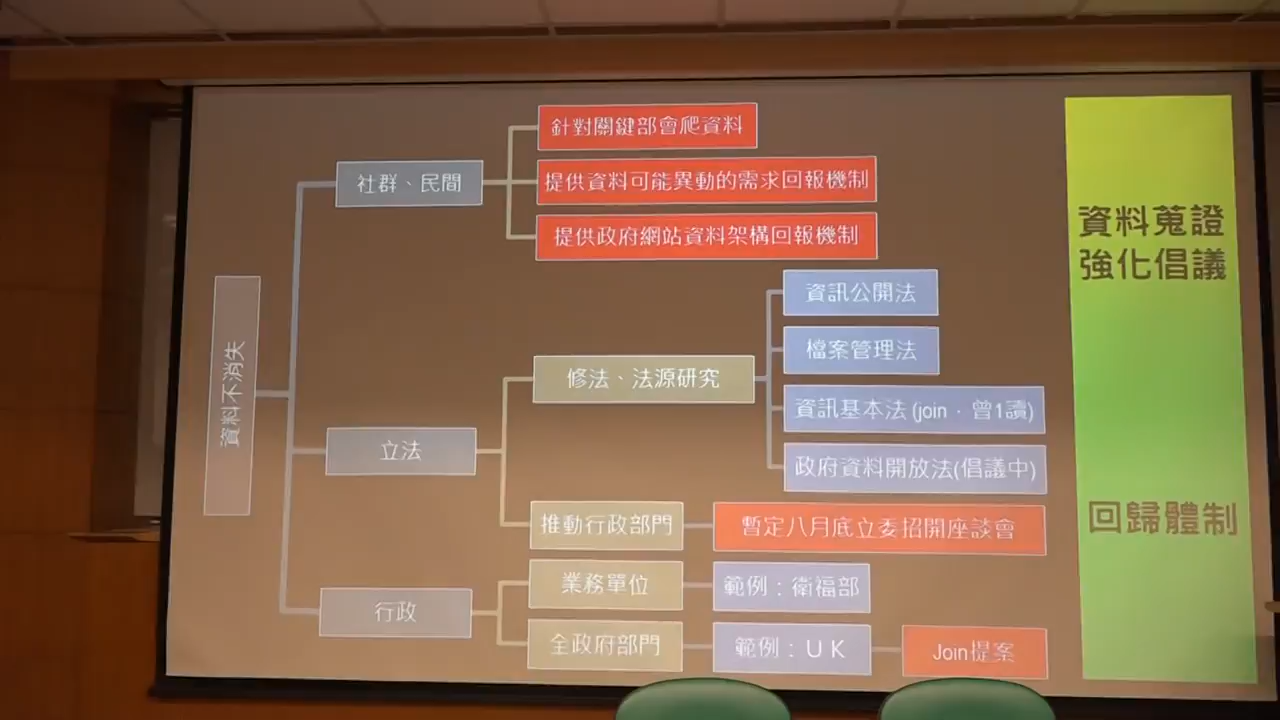 資料不消失
社群、民間
針對關鍵部會爬資料
提供資料可能異動的需求回報機制
提供政府網站資料架構回報機制
立法
修法、法源研究
資訊公開法
檔案管理法
資訊基本法 (join，曾1讀)
政府資料開放法(倡議中)
推動行政部門
暫定八月底立委招開座談會
行政
業務單位
範例：衛福部
全政府部門
範例：UK
Join提案
資料蒐證
強化倡議
回歸體制